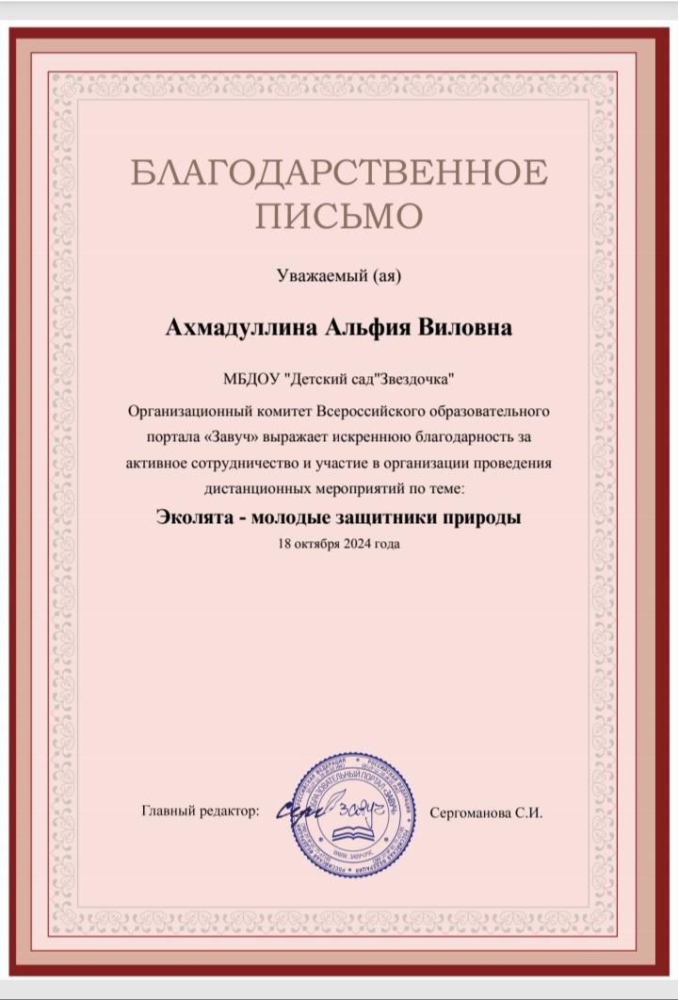 БЛАГОДАРСТВЕННОЕ
ПИСЬМО
Уважаемый (ая)
Ахмадуллина Альфия Виловна
МБДОУ "Детский сад"Звездочка"
Организационный комитет Всероссийского образовательного
портала «Завуч» выражает искреннюю благодарность за
активное сотрудничество и участие в организации проведения
дистанционных мероприятий по теме:
Эколята - молодые защитники природы
18 октября 2024 года
Главный редактор:
завуч
Сергоманова С.И.